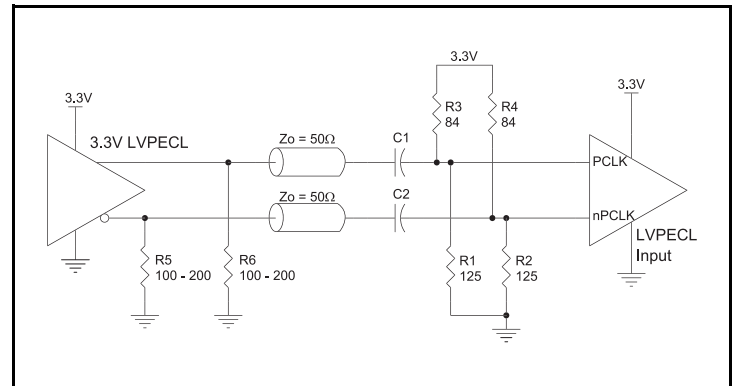 3.3V
3.3V
3.3V
3.3V LVPECL
R3
84
R4
84
Zo = 50Ω
C1
PCLK
Zo = 50Ω
C2
nPCLK
LVPECL
Input
R5
100 - 200
R6
100 - 200
R1
125
R2
125